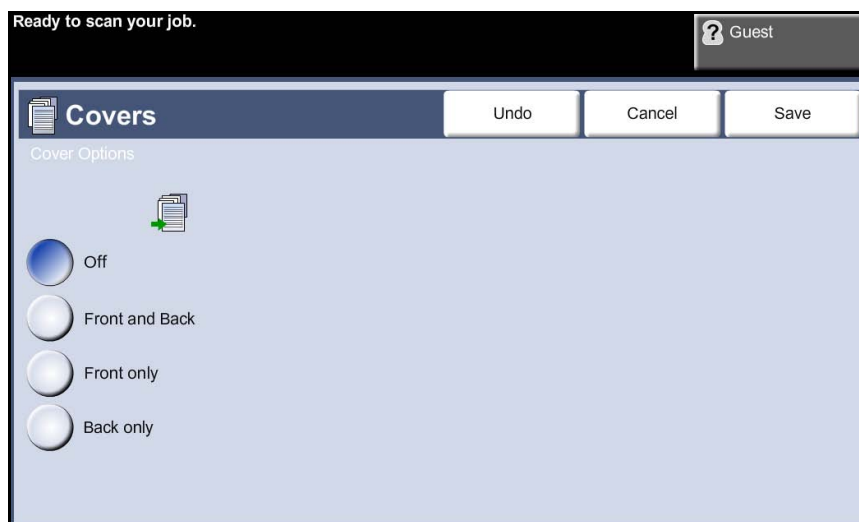 Ready to scan your job.
? Guest
Covers
Undo
Cancel
Save
Cover Options
Off
Front and Back
Front only
Back only